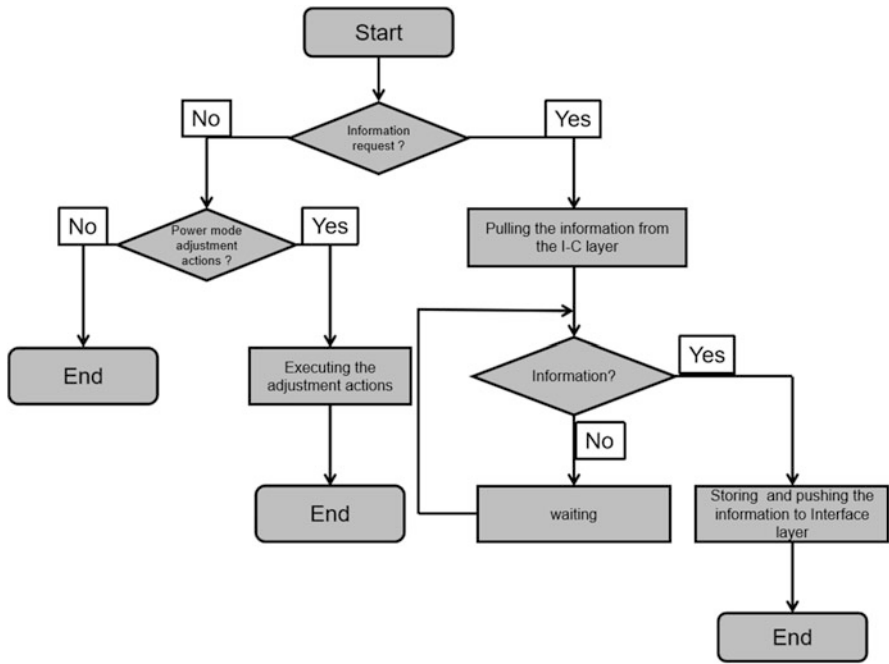 Start
No
Information
request ?
Yes
No
Power mode
adjustment
actions ?
Yes
Pulling the information from
the I-C layer
End
Executing the
adjustment actions
Information?
Yes
No
End
waiting
Storing and pushing the
information to Interface
layer
End